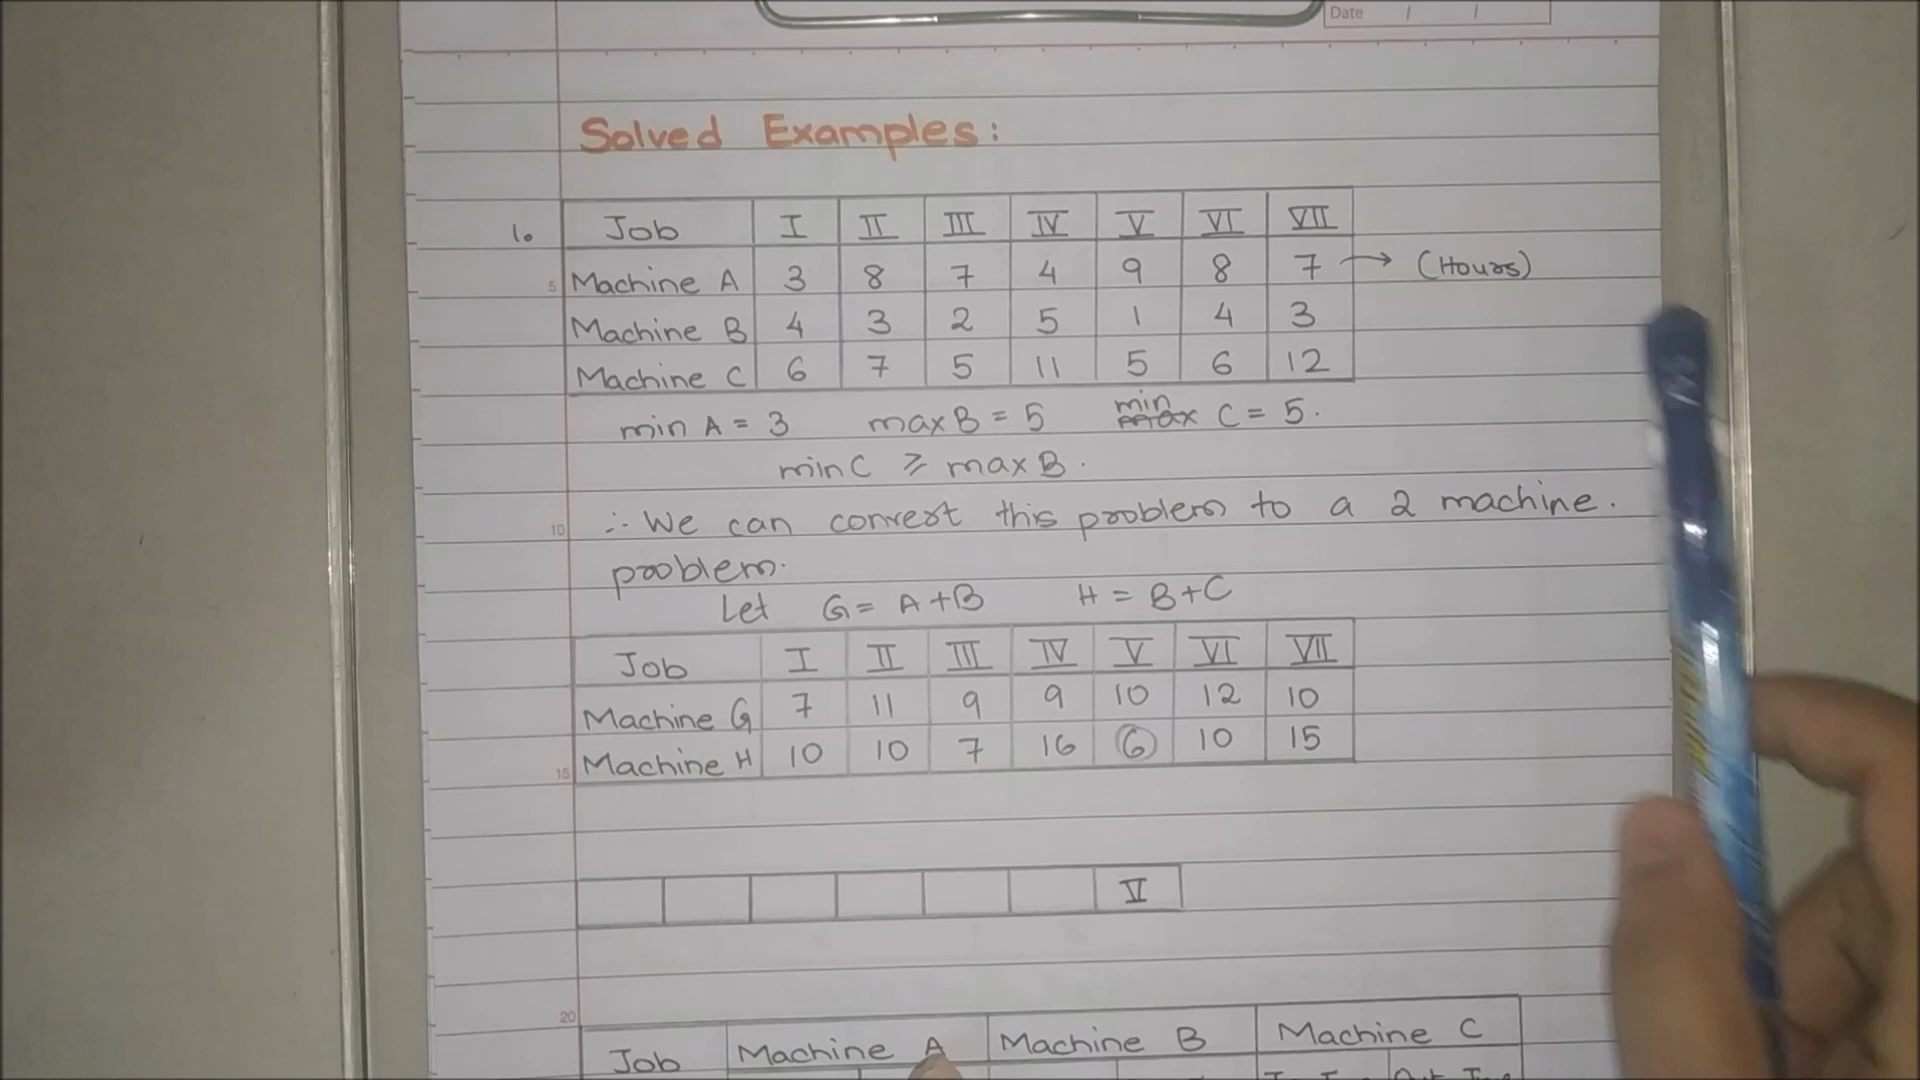 Date / /
Solved Examples:
1. Job I II III IV V VI VII
5 Machine A 3 8 7 4 9 8 7 → (Hours)
Machine B 4 3 2 5 1 4 3
Machine C 6 7 5 11 5 6 12
min A = 3 max B = 5 min max C = 5.
min C ≥ max B.
10 ∴ We can convert this problem to a 2 machine.
problem.
Let G = A+B H = B+C
Job I II III IV V VI VII
Machine G 7 11 9 9 10 12 10
15 Machine H 10 10 7 16 6 10 15
V
20
Job Machine A Machine B Machine C